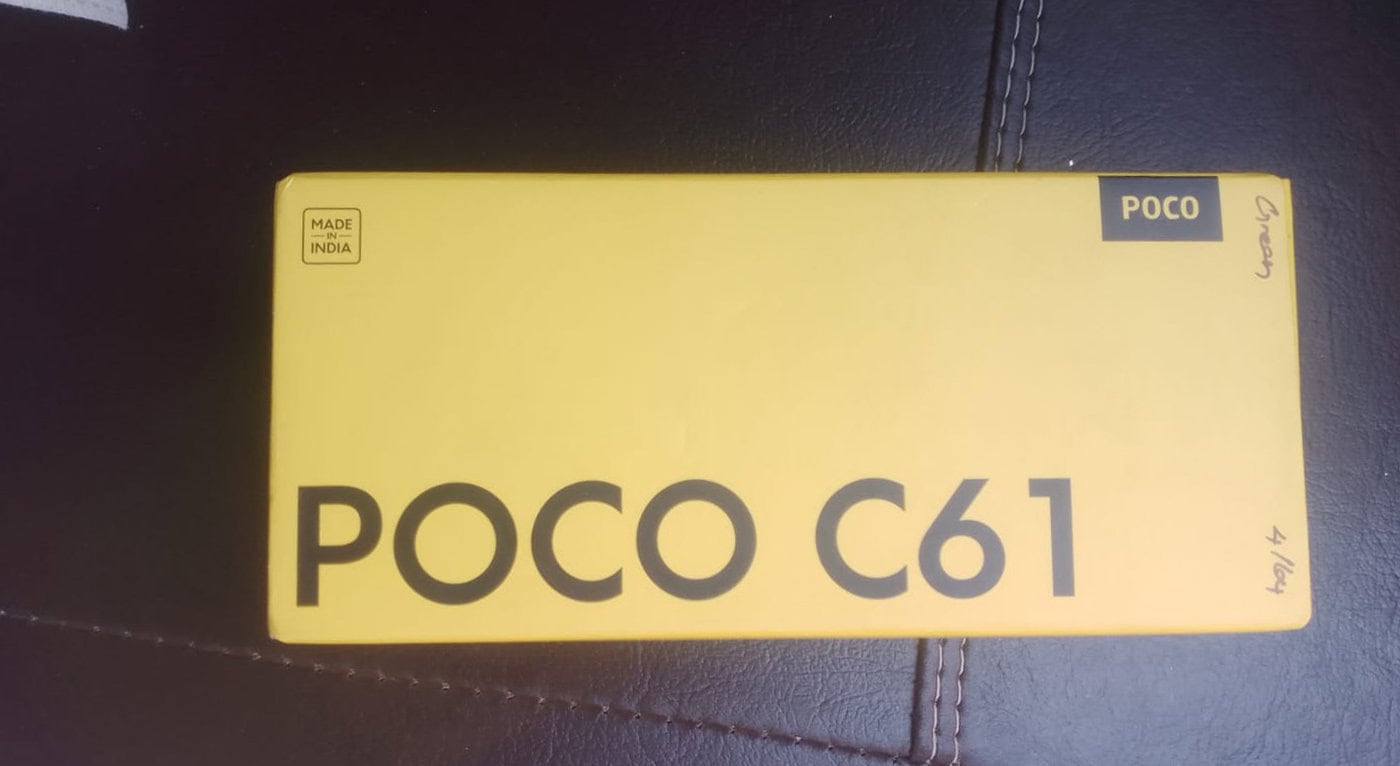 MADE
IN
INDIA
POCO
Green
POCO C61
4/64